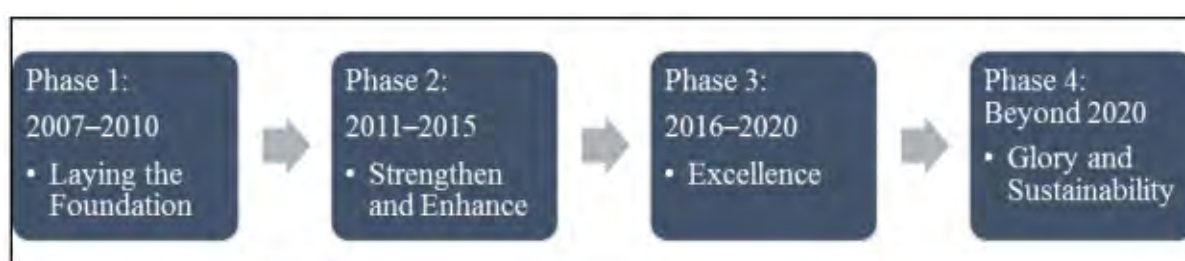 Phase 1:
2007–2010
• Laying the
Foundation
Phase 2:
2011–2015
• Strengthen
and Enhance
Phase 3:
2016–2020
• Excellence
Phase 4:
Beyond 2020
• Glory and
Sustainability